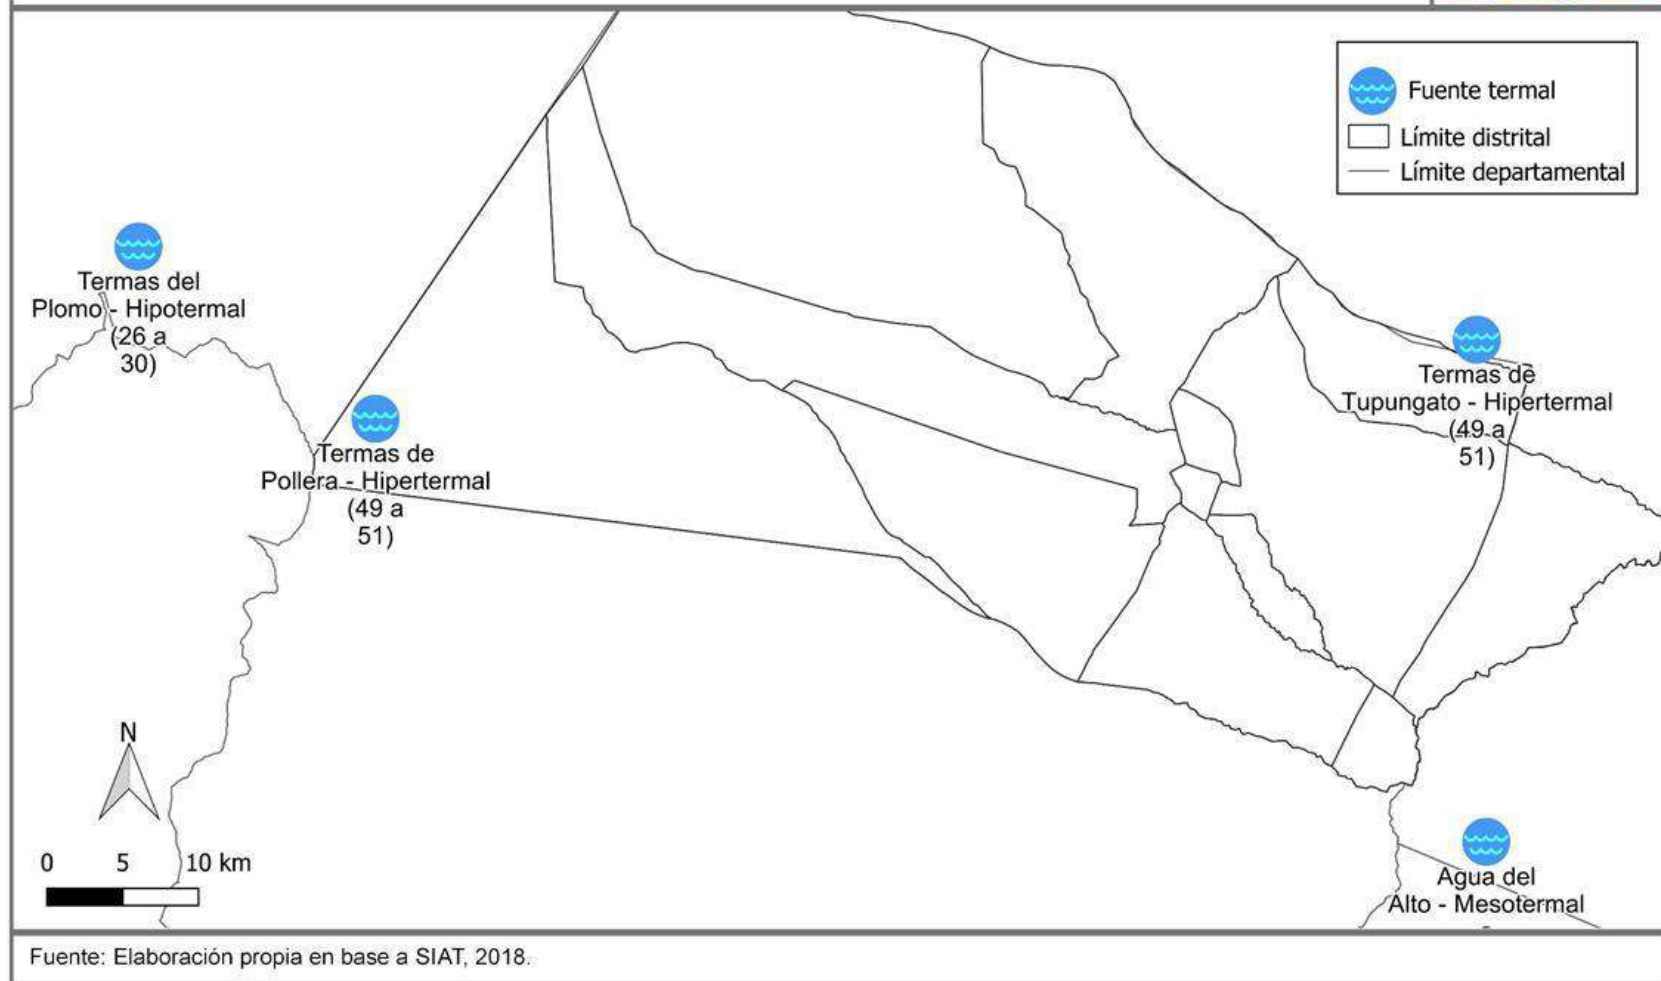 Fuente termal
Límite distrital
Límite departamental
Termas del
Plomo - Hipotermal
(26 a
30)
Termas de
Tupungato - Hipertermal
(49 a
51)
Termas de
Pollera - Hipertermal
(49 a
51)
N
0 5 10 km
Agua del
Alto - Mesotermal
Fuente: Elaboración propia en base a SIAT, 2018.